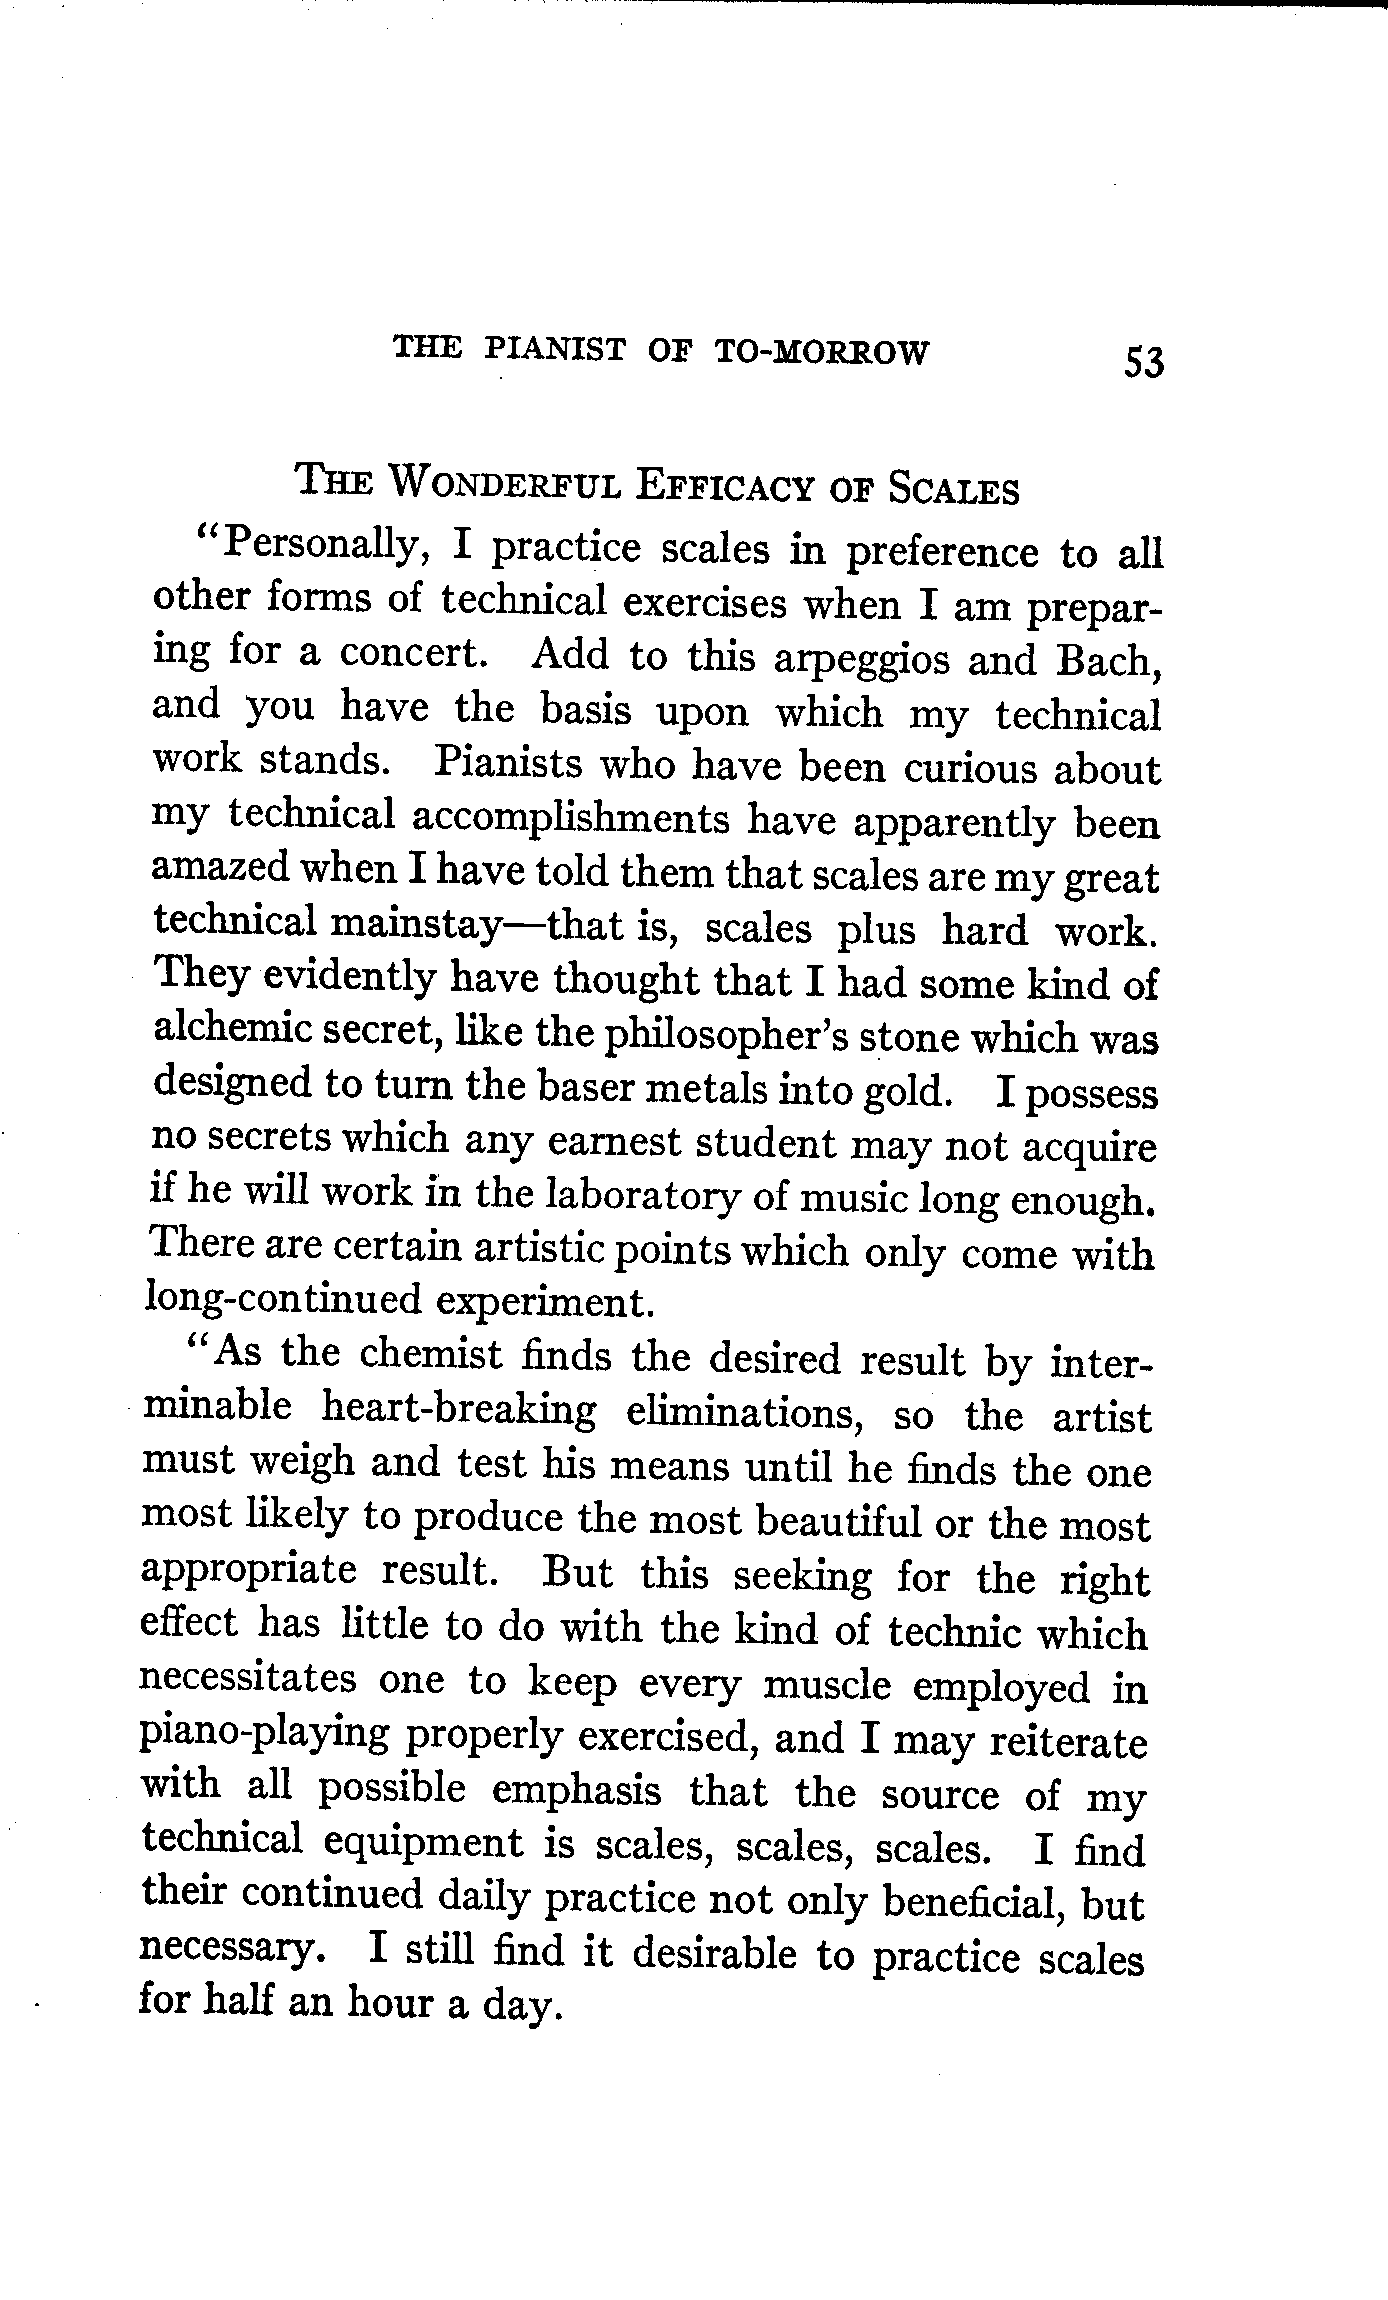 THE PIANIST OF TO-MORROW 53
THE WONDERFUL EFFICACY OF SCALES
“Personally, I practice scales in preference to all
other forms of technical exercises when I am prepar-
ing for a concert. Add to this arpeggios and Bach,
and you have the basis upon which my technical
work stands. Pianists who have been curious about
my technical accomplishments have apparently been
amazed when I have told them that scales are my great
technical mainstay—that is, scales plus hard work.
They evidently have thought that I had some kind of
alchemic secret, like the philosopher's stone which was
designed to turn the baser metals into gold. I possess
no secrets which any earnest student may not acquire
if he will work in the laboratory of music long enough.
There are certain artistic points which only come with
long-continued experiment.
“As the chemist finds the desired result by inter-
minable heart-breaking eliminations, so the artist
must weigh and test his means until he finds the one
most likely to produce the most beautiful or the most
appropriate result. But this seeking for the right
effect has little to do with the kind of technic which
necessitates one to keep every muscle employed in
piano-playing properly exercised, and I may reiterate
with all possible emphasis that the source of my
technical equipment is scales, scales, scales. I find
their continued daily practice not only beneficial, but
necessary. I still find it desirable to practice scales
for half an hour a day.